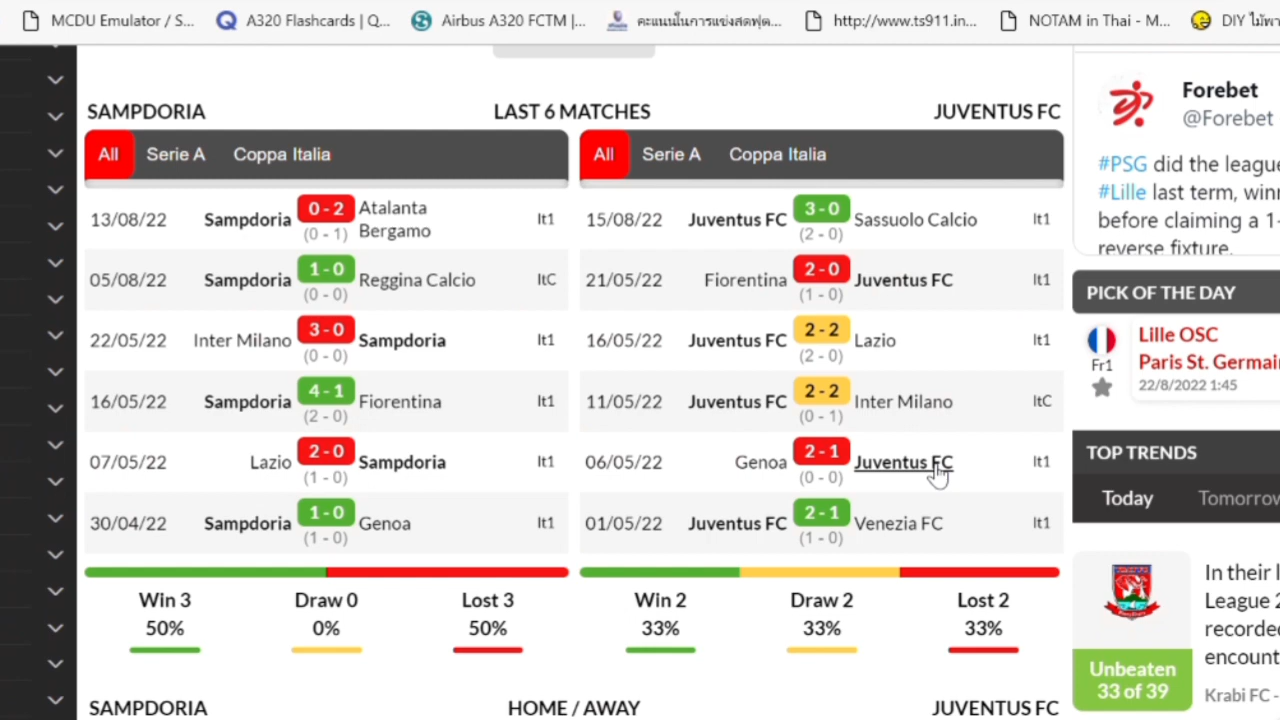 MCDU Emulator / S... A320 Flashcards | Q... Airbus A320 FCTM |... คะแนนในการแข่งสดฟุต... http://www.ts911.in... NOTAM in Thai - M... DIY ไม้พา
SAMPDORIA LAST 6 MATCHES JUVENTUS FC
All Serie A Coppa Italia
13/08/22 Sampdoria 0 - 2 (0 - 1) Atalanta Bergamo It1
05/08/22 Sampdoria 1 - 0 (0 - 0) Reggina Calcio ItC
22/05/22 Inter Milano 3 - 0 (0 - 0) Sampdoria It1
16/05/22 Sampdoria 4 - 1 (2 - 0) Fiorentina It1
07/05/22 Lazio 2 - 0 (1 - 0) Sampdoria It1
30/04/22 Sampdoria 1 - 0 (1 - 0) Genoa It1
Win 3 Draw 0 Lost 3
50% 0% 50%
All Serie A Coppa Italia
15/08/22 Juventus FC 3 - 0 (2 - 0) Sassuolo Calcio It1
21/05/22 Fiorentina 2 - 0 (1 - 0) Juventus FC It1
16/05/22 Juventus FC 2 - 2 (2 - 0) Lazio It1
11/05/22 Juventus FC 2 - 2 (0 - 1) Inter Milano ItC
06/05/22 Genoa 2 - 1 (0 - 0) Juventus FC It1
01/05/22 Juventus FC 2 - 1 (1 - 0) Venezia FC It1
Win 2 Draw 2 Lost 2
33% 33% 33%
SAMPDORIA HOME / AWAY JUVENTUS FC
Forebet
@Forebet
#PSG did the league
#Lille last term, winn
before claiming a 1-
reverse fixture.
PICK OF THE DAY
Lille OSC
Fr1 Paris St. Germai
22/8/2022 1:45
TOP TRENDS
Today Tomorrow
In their l
League 2
recorded
encount
Unbeaten
33 of 39
Krabi FC -